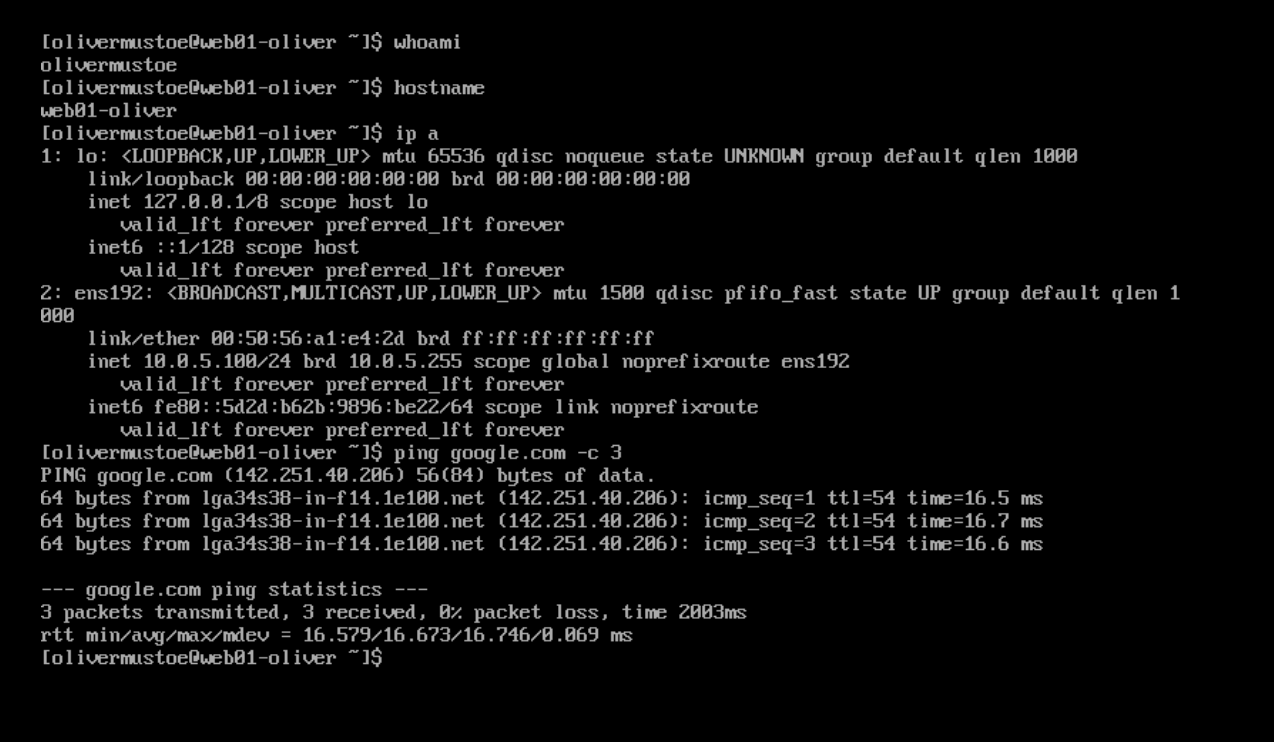 [olivermustoe@web01-oliver ~]$ whoami
olivermustoe
[olivermustoe@web01-oliver ~]$ hostname
web01-oliver
[olivermustoe@web01-oliver ~]$ ip a
1: lo: <LOOPBACK,UP,LOWER_UP> mtu 65536 qdisc noqueue state UNKNOWN group default qlen 1000
    link/loopback 00:00:00:00:00:00 brd 00:00:00:00:00:00
    inet 127.0.0.1/8 scope host lo
       valid_lft forever preferred_lft forever
    inet6 ::1/128 scope host
       valid_lft forever preferred_lft forever
2: ens192: <BROADCAST,MULTICAST,UP,LOWER_UP> mtu 1500 qdisc pfifo_fast state UP group default qlen 1
000
    link/ether 00:50:56:a1:e4:2d brd ff:ff:ff:ff:ff:ff
    inet 10.0.5.100/24 brd 10.0.5.255 scope global noprefixroute ens192
       valid_lft forever preferred_lft forever
    inet6 fe80::5d2d:b62b:9896:be22/64 scope link noprefixroute
       valid_lft forever preferred_lft forever
[olivermustoe@web01-oliver ~]$ ping google.com -c 3
PING google.com (142.251.40.206) 56(84) bytes of data.
64 bytes from lga34s38-in-f14.1e100.net (142.251.40.206): icmp_seq=1 ttl=54 time=16.5 ms
64 bytes from lga34s38-in-f14.1e100.net (142.251.40.206): icmp_seq=2 ttl=54 time=16.7 ms
64 bytes from lga34s38-in-f14.1e100.net (142.251.40.206): icmp_seq=3 ttl=54 time=16.6 ms

--- google.com ping statistics ---
3 packets transmitted, 3 received, 0% packet loss, time 2003ms
rtt min/avg/max/mdev = 16.579/16.673/16.746/0.069 ms
[olivermustoe@web01-oliver ~]$